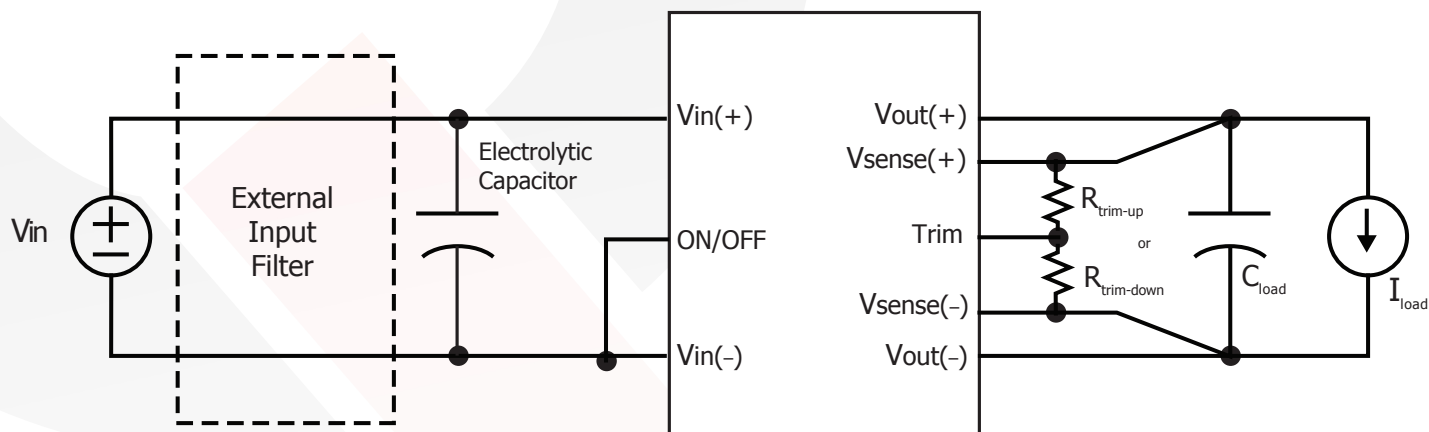 Vin
External
Input
Filter
Electrolytic
Capacitor
Vin(+)
ON/OFF
Vin(−)
Vout(+)
Vsense(+)
Trim
Vsense(−)
Vout(−)
Rtrim-up
or
Rtrim-down
Cload
Iload